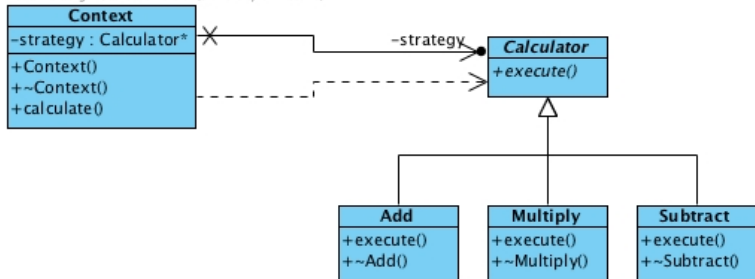 Context
-strategy : Calculator*
+Context()
+~Context()
+calculate()
-strategy
Calculator
+execute()
Add
+execute()
+~Add()
Multiply
+execute()
+~Multiply()
Subtract
+execute()
+~Subtract()